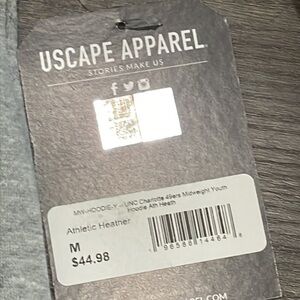 USCAPE APPAREL.
STORIES MAKE US
MW-HOODIE-Y - UNC Charlotte 49ers Midweight Youth
Hoodie Ath Heath
Athletic Heather
M
$44.98